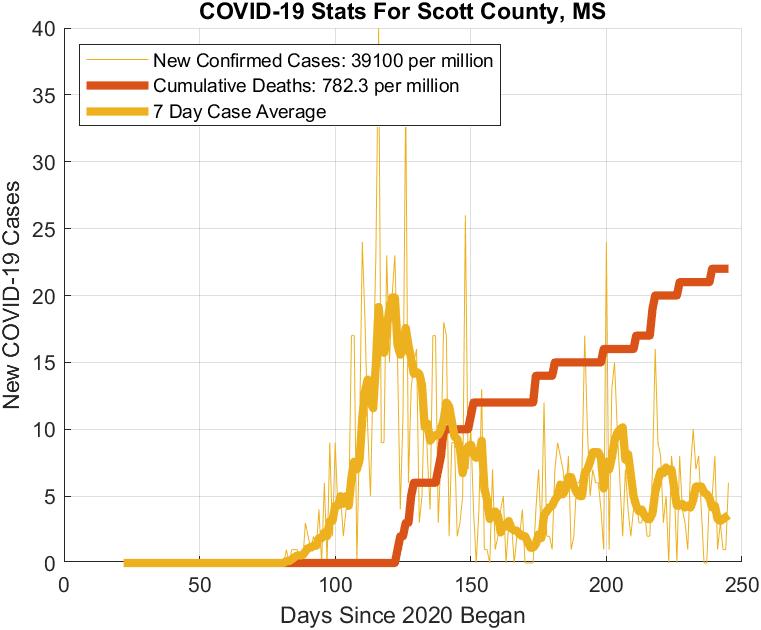 COVID-19 Stats For Scott County, MS
New Confirmed Cases: 39100 per million
Cumulative Deaths: 782.3 per million
7 Day Case Average
New COVID-19 Cases
40
35
30
25
20
15
10
5
0
0 50 100 150 200 250
Days Since 2020 Began